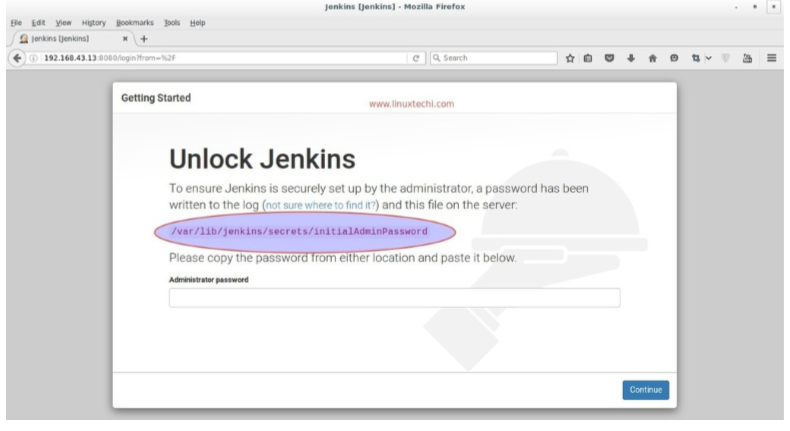 Jenkins [Jenkins] - Mozilla Firefox
File Edit View History Bookmarks Tools Help
Jenkins [Jenkins]
192.168.43.13:8080/login?from=%2F
Search
Getting Started
www.linuxtechi.com
Unlock Jenkins
To ensure Jenkins is securely set up by the administrator, a password has been
written to the log (not sure where to find it?) and this file on the server:
/var/lib/jenkins/secrets/initialAdminPassword
Please copy the password from either location and paste it below.
Administrator password
Continue